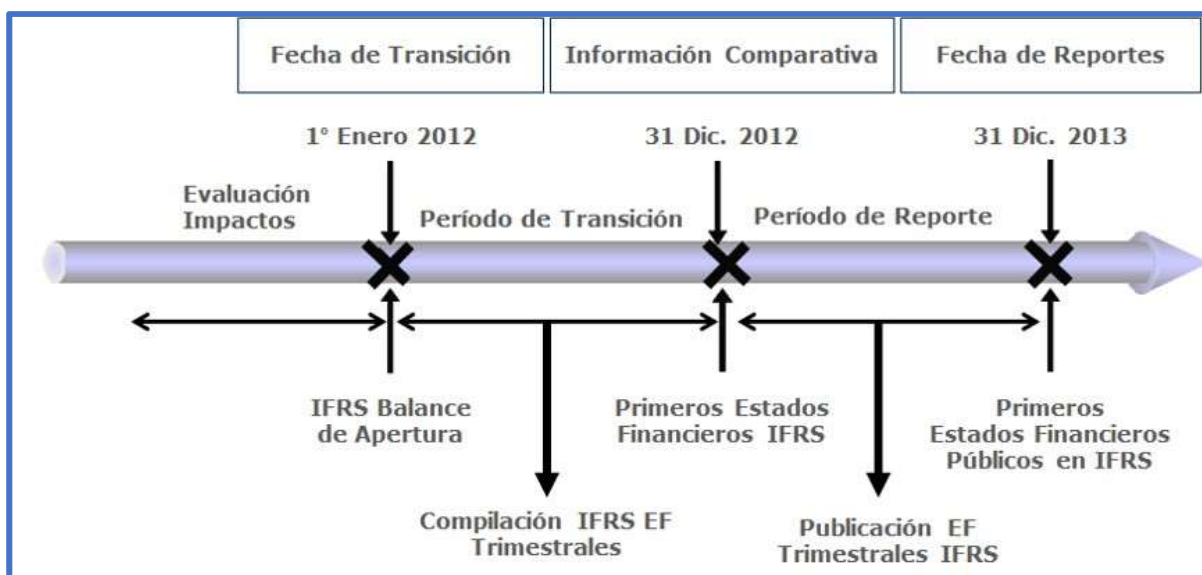 Fecha de Transición
Información Comparativa
Fecha de Reportes
1° Enero 2012
31 Dic. 2012
31 Dic. 2013
Evaluación
Impactos
Período de Transición
Período de Reporte
IFRS Balance
de Apertura
Primeros Estados
Financieros IFRS
Primeros
Estados Financieros
Públicos en IFRS
Compilación IFRS EF
Trimestrales
Publicación EF
Trimestrales IFRS